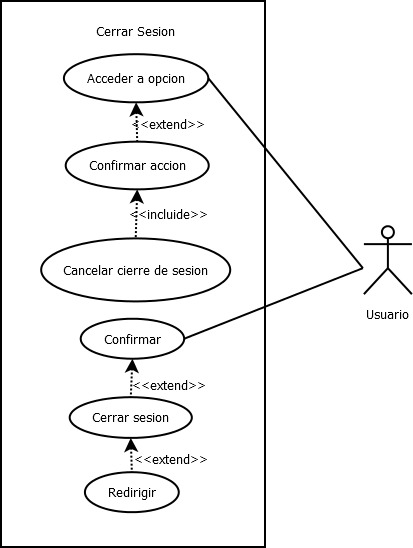 Cerrar Sesion
Acceder a opcion
<<extend>>
Confirmar accion
<<incluide>>
Cancelar cierre de sesion
Confirmar
<<extend>>
Cerrar sesion
<<extend>>
Redirigir
Usuario